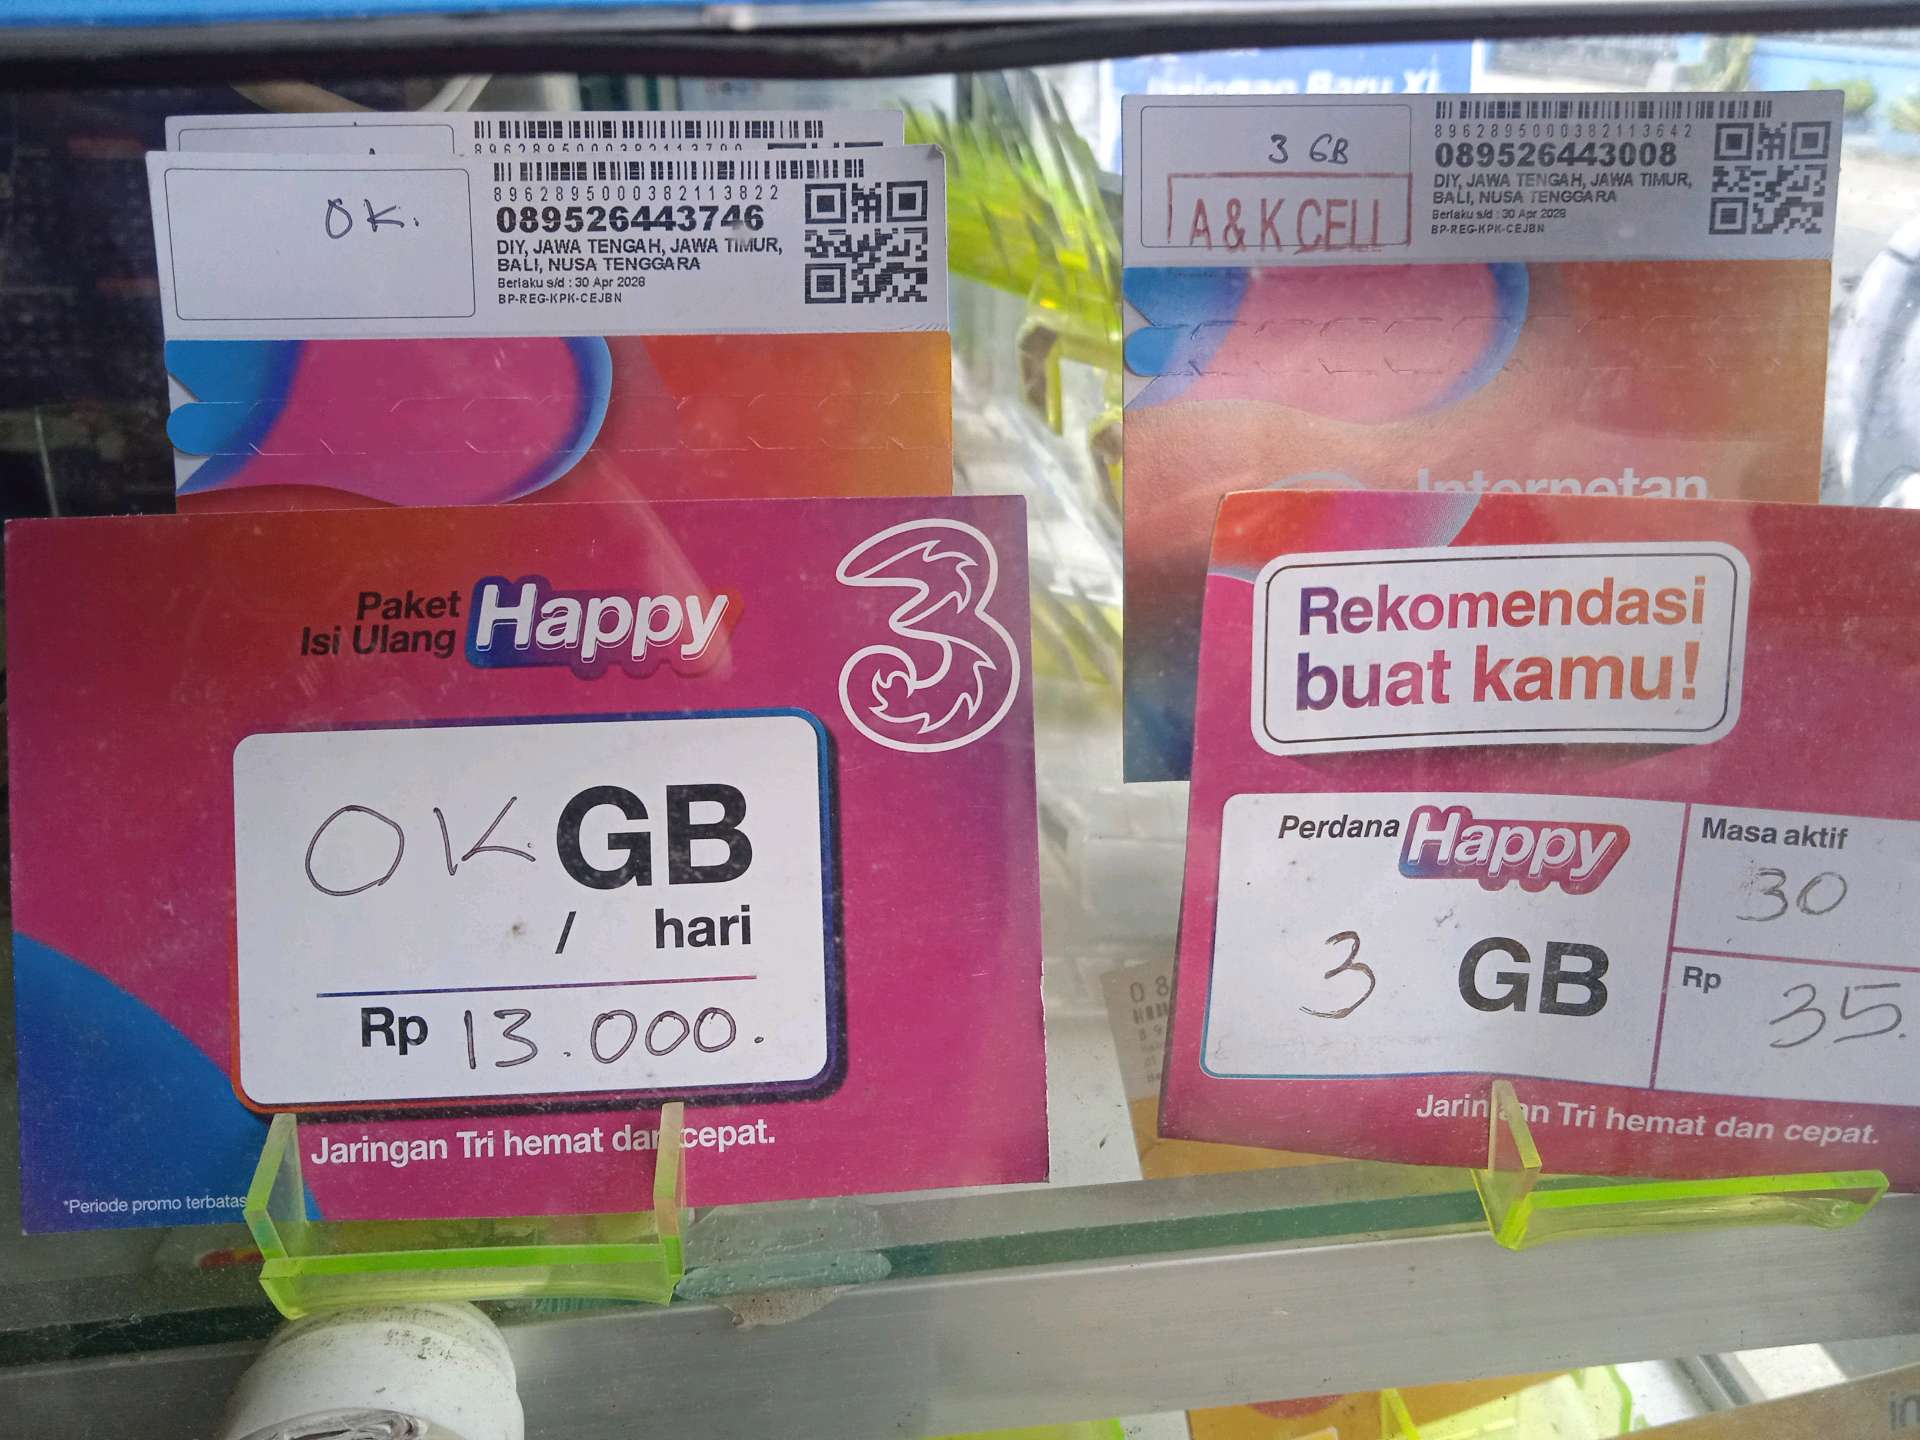 8962895000382113790
OK.
8962895000382113822
089526443746
DIY, JAWA TENGAH, JAWA TIMUR,
BALI, NUSA TENGGARA
Berlaku s/d : 30 Apr 2028
BP-REG-KPK-CEJBN
Paket
Isi Ulang Happy
3
OK GB
/ hari
Rp 13.000.
Jaringan Tri hemat dan cepat.
*Periode promo terbatas
3 GB
A & K CELL
8962895000382113642
089526443008
DIY, JAWA TENGAH, JAWA TIMUR,
BALI, NUSA TENGGARA
Berlaku s/d : 30 Apr 2028
BP-REG-KPK-CEJBN
Internetan
Rekomendasi
buat kamu!
Perdana Happy
3 GB
Masa aktif
30
Rp 35.
Jaringan Tri hemat dan cepat.